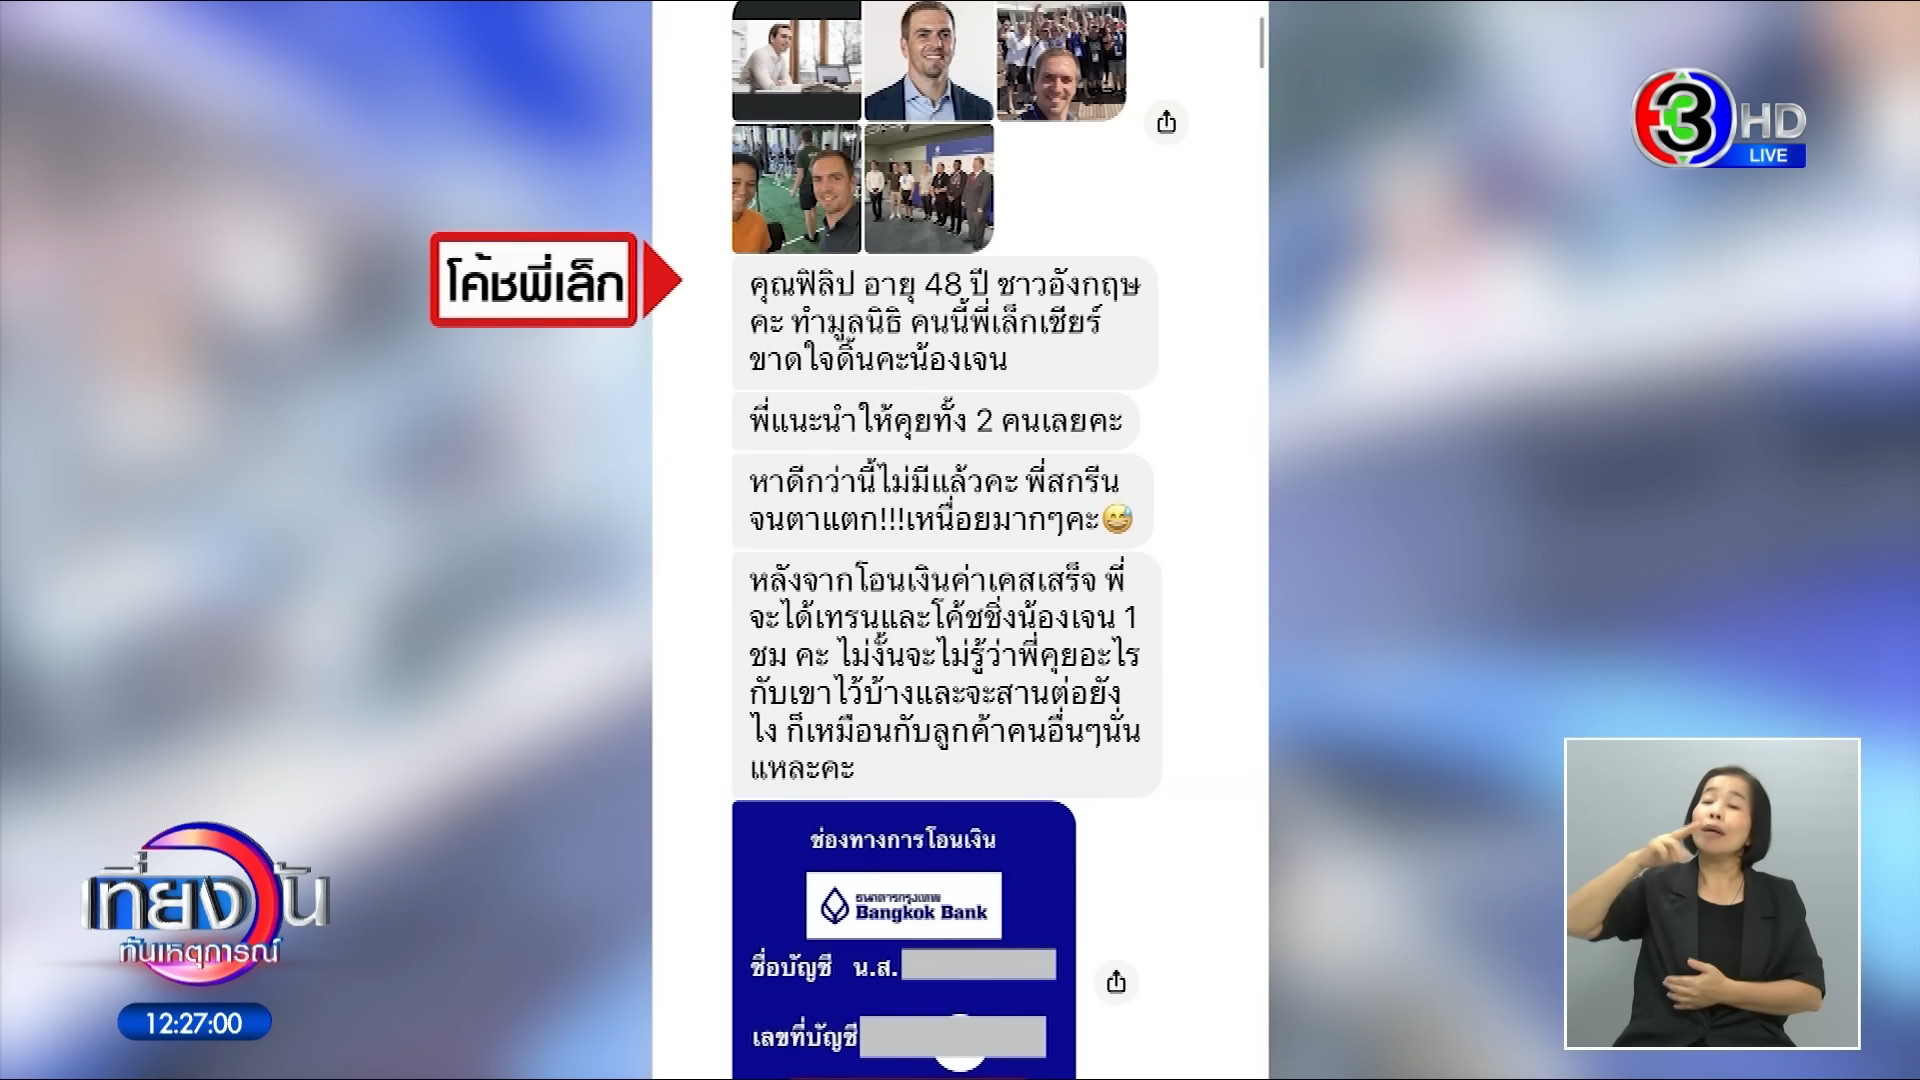 3 HD
LIVE
โค้ชพี่เล็ก
คุณฟิลิป อายุ 48 ปี ชาวอังกฤษ
คะ ทำมูลนิธิ คนนี้พี่เล็กเชียร์
ขาดใจดิ้นคะน้องเจน
พี่แนะนำให้คุยทั้ง 2 คนเลยคะ
หาดีกว่านี้ไม่มีแล้วคะ พี่สกรีน
จนตาแตก!!!เหนื่อยมากๆคะ😅
หลังจากโอนเงินค่าเคสเสร็จ พี่
จะได้เทรนและโค้ชชิ่งน้องเจน 1
ชม คะ ไม่งั้นจะไม่รู้ว่าพี่คุยอะไร
กับเขาไว้บ้างและจะสานต่อยัง
ไง ก็เหมือนกับลูกค้าคนอื่นๆนั่น
แหละคะ
ช่องทางการโอนเงิน
ธนาคารกรุงเทพ
Bangkok Bank
ชื่อบัญชี น.ส.
เลขที่บัญชี
เที่ยงวัน
ทันเหตุการณ์
12:27:00